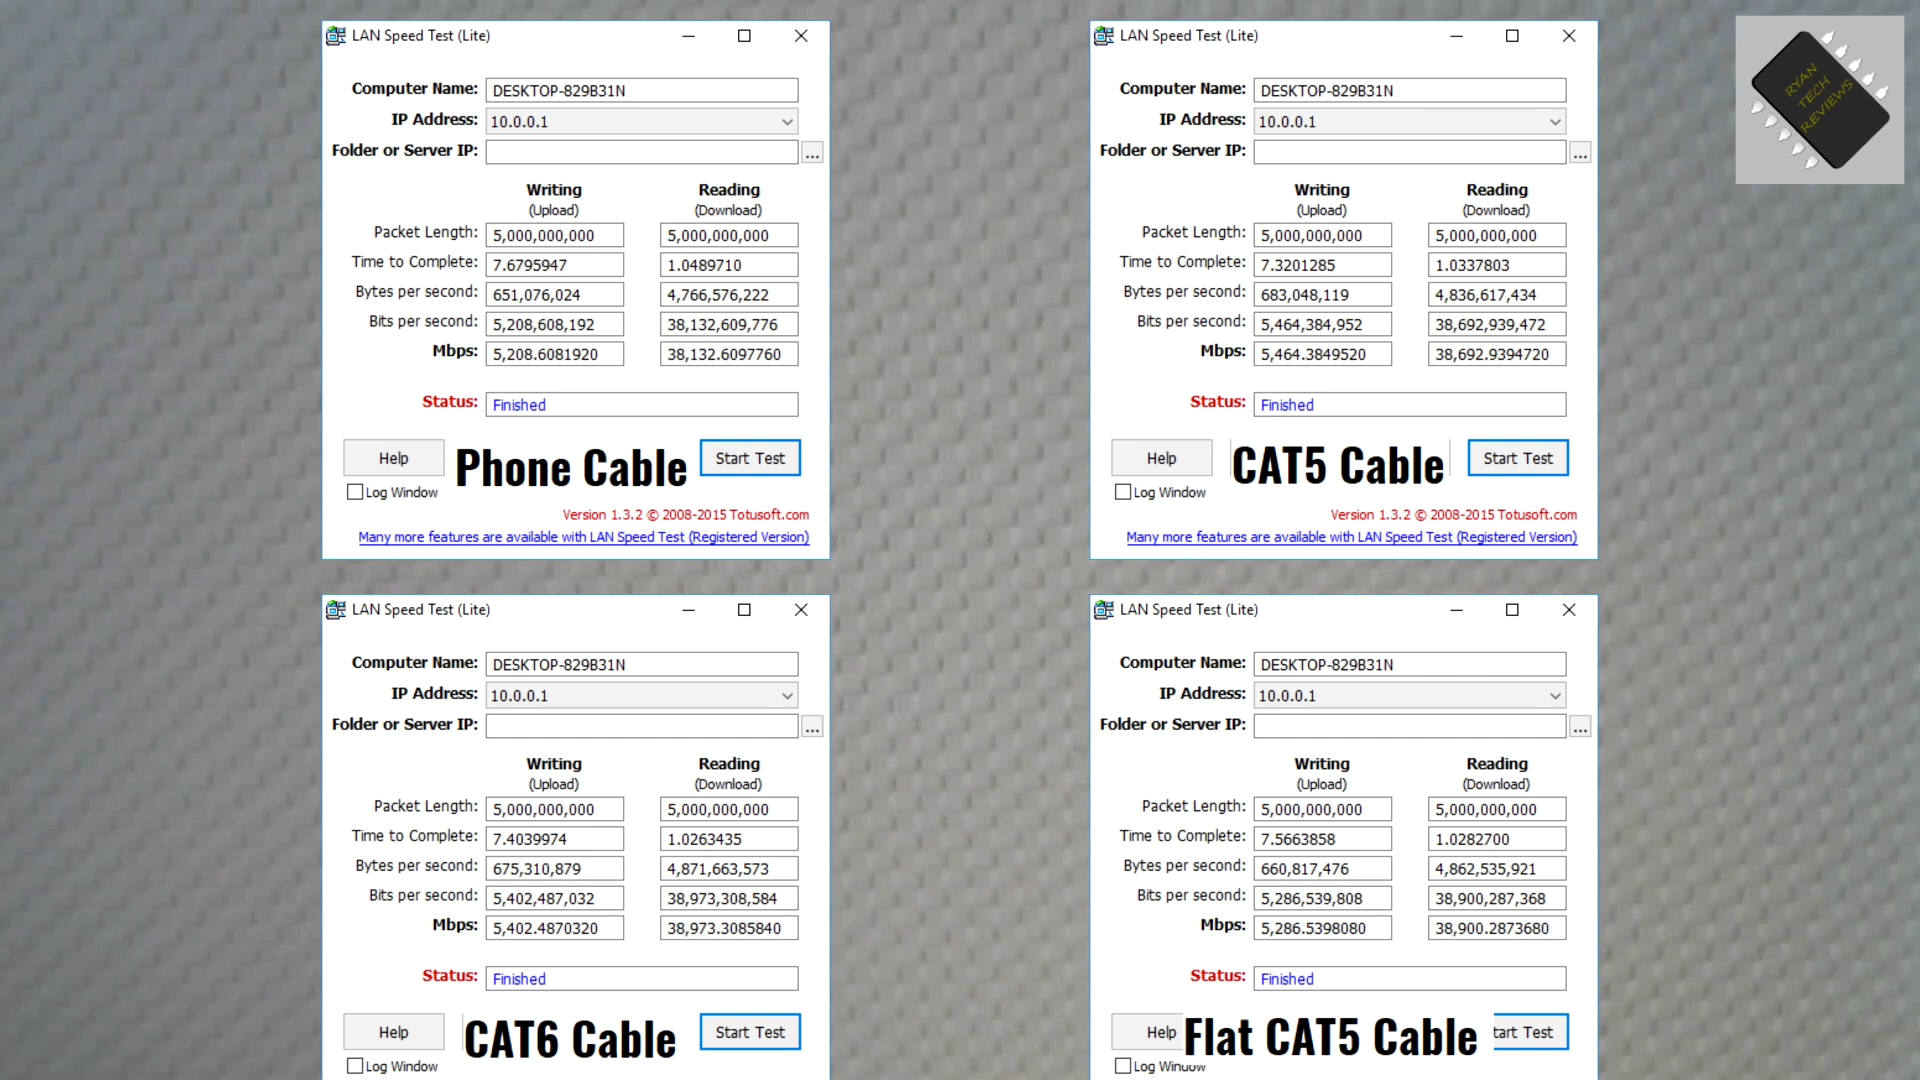 LAN Speed Test (Lite)
Computer Name: DESKTOP-829B31N
IP Address: 10.0.0.1
Folder or Server IP: ...
Writing Reading
(Upload) (Download)
Packet Length: 5,000,000,000 5,000,000,000
Time to Complete: 7.6795947 1.0489710
Bytes per second: 651,076,024 4,766,576,222
Bits per second: 5,208,608,192 38,132,609,776
Mbps: 5,208.6081920 38,132.6097760
Status: Finished
Help Phone Cable Start Test
Log Window
Version 1.3.2 © 2008-2015 Totusoft.com
Many more features are available with LAN Speed Test (Registered Version)
LAN Speed Test (Lite)
Computer Name: DESKTOP-829B31N
IP Address: 10.0.0.1
Folder or Server IP: ...
Writing Reading
(Upload) (Download)
Packet Length: 5,000,000,000 5,000,000,000
Time to Complete: 7.3201285 1.0337803
Bytes per second: 683,048,119 4,836,617,434
Bits per second: 5,464,384,952 38,692,939,472
Mbps: 5,464.3849520 38,692.9394720
Status: Finished
Help CAT5 Cable Start Test
Log Window
Version 1.3.2 © 2008-2015 Totusoft.com
Many more features are available with LAN Speed Test (Registered Version)
RYAN
TECH
REVIEWS
LAN Speed Test (Lite)
Computer Name: DESKTOP-829B31N
IP Address: 10.0.0.1
Folder or Server IP: ...
Writing Reading
(Upload) (Download)
Packet Length: 5,000,000,000 5,000,000,000
Time to Complete: 7.4039974 1.0263435
Bytes per second: 675,310,879 4,871,663,573
Bits per second: 5,402,487,032 38,973,308,584
Mbps: 5,402.4870320 38,973.3085840
Status: Finished
Help CAT6 Cable Start Test
Log Window
LAN Speed Test (Lite)
Computer Name: DESKTOP-829B31N
IP Address: 10.0.0.1
Folder or Server IP: ...
Writing Reading
(Upload) (Download)
Packet Length: 5,000,000,000 5,000,000,000
Time to Complete: 7.5663858 1.0282700
Bytes per second: 660,817,476 4,862,535,921
Bits per second: 5,286,539,808 38,900,287,368
Mbps: 5,286.5398080 38,900.2873680
Status: Finished
Help Flat CAT5 Cable tart Test
Log Window